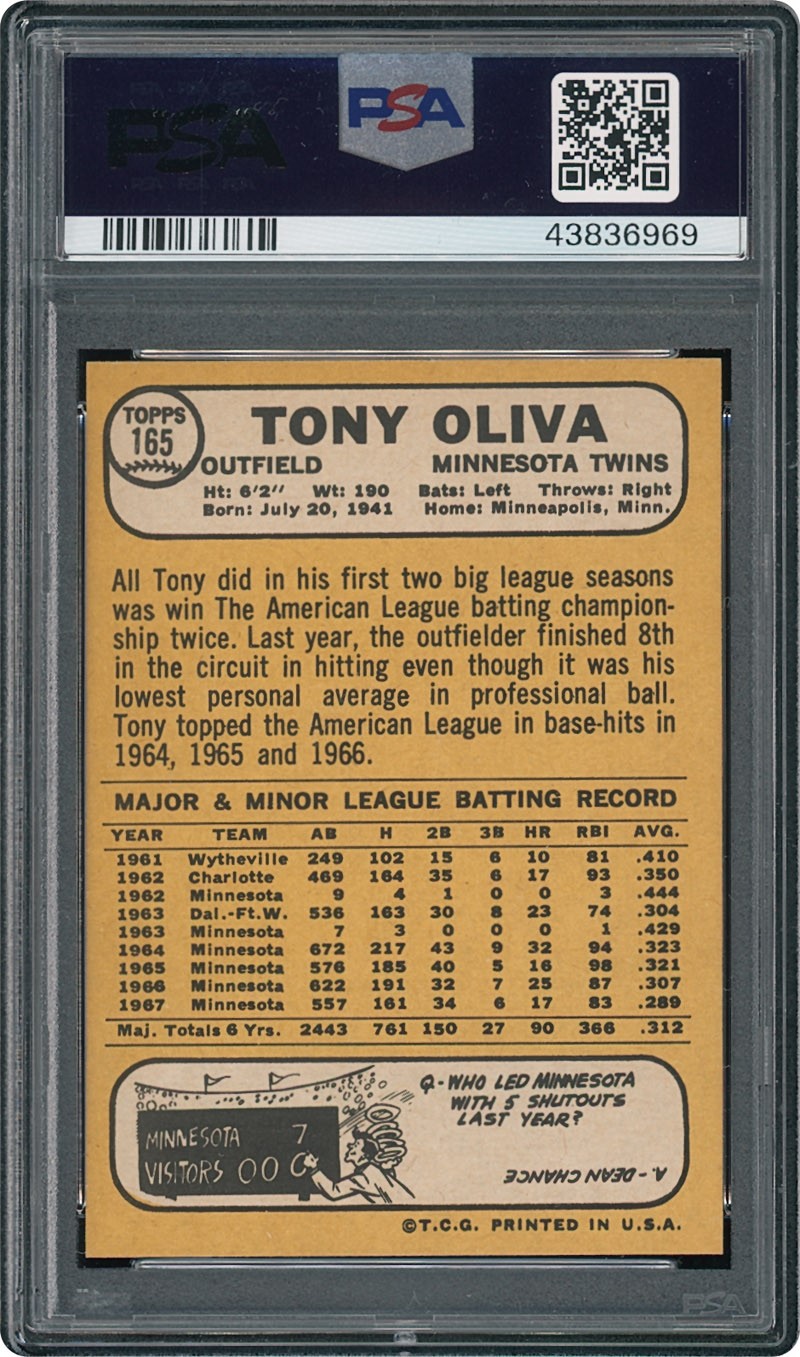 PSA
PSA
43836969
TOPPS
165
TONY OLIVA
OUTFIELD MINNESOTA TWINS
Ht: 6'2" Wt: 190 Bats: Left Throws: Right
Born: July 20, 1941 Home: Minneapolis, Minn.
All Tony did in his first two big league seasons
was win The American League batting champion-
ship twice. Last year, the outfielder finished 8th
in the circuit in hitting even though it was his
lowest personal average in professional ball.
Tony topped the American League in base-hits in
1964, 1965 and 1966.
MAJOR & MINOR LEAGUE BATTING RECORD
YEAR TEAM AB H 2B 3B HR RBI AVG.
1961 Wytheville 249 102 15 6 10 81 .410
1962 Charlotte 469 164 35 6 17 93 .350
1962 Minnesota 9 4 1 0 0 3 .444
1963 Dal.-Ft.W. 536 163 30 8 23 74 .304
1963 Minnesota 7 3 0 0 0 1 .429
1964 Minnesota 672 217 43 9 32 94 .323
1965 Minnesota 576 185 40 5 16 98 .321
1966 Minnesota 622 191 32 7 25 87 .307
1967 Minnesota 557 161 34 6 17 83 .289
Maj. Totals 6 Yrs. 2443 761 150 27 90 366 .312
Q-WHO LED MINNESOTA
WITH 5 SHUTOUTS
LAST YEAR?
MINNESOTA 7
VISITORS 000
A.-DEAN CHANCE
©T.C.G. PRINTED IN U.S.A.
PSA